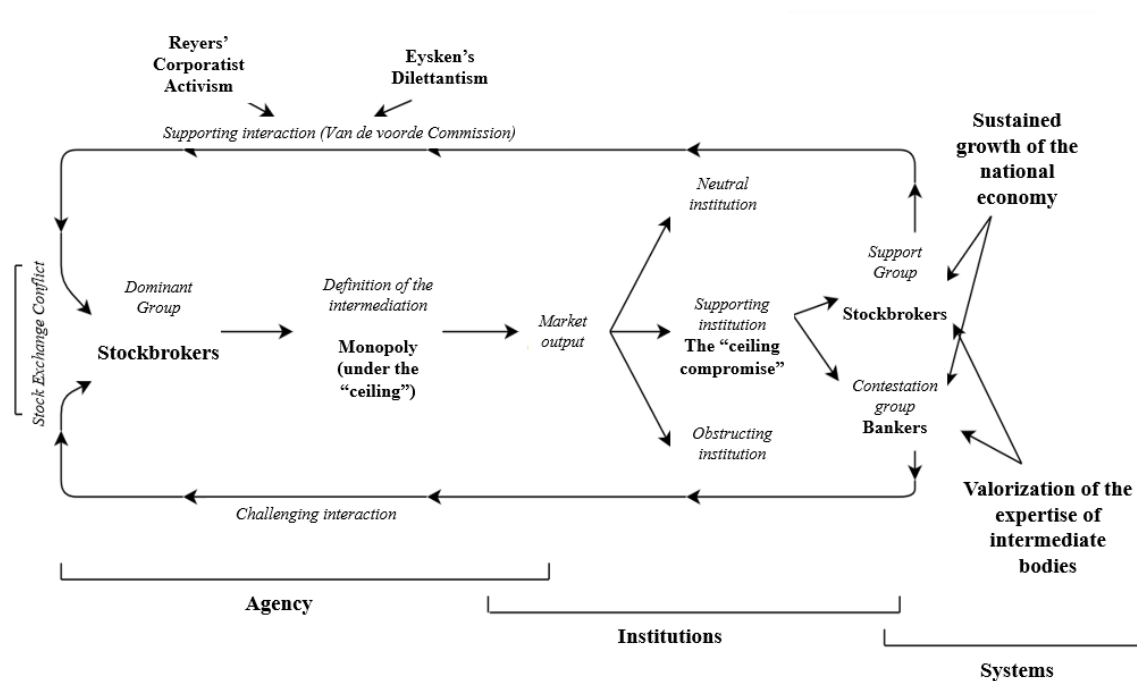 Reyers'
Corporatist
Activism
Eysken's
Dilettantism
Supporting interaction (Van de voorde Commission)
Sustained
growth of the
national
economy
Neutral
institution
Support
Group
Stockbrokers
Stock Exchange Conflict
Dominant
Group
Stockbrokers
Definition of the
intermediation
Monopoly
(under the
“ceiling”)
Market
output
Supporting
institution
The “ceiling
compromise”
Contestation
group
Bankers
Obstructing
institution
Valorization of the
expertise of
intermediate
bodies
Challenging interaction
Agency
Institutions
Systems